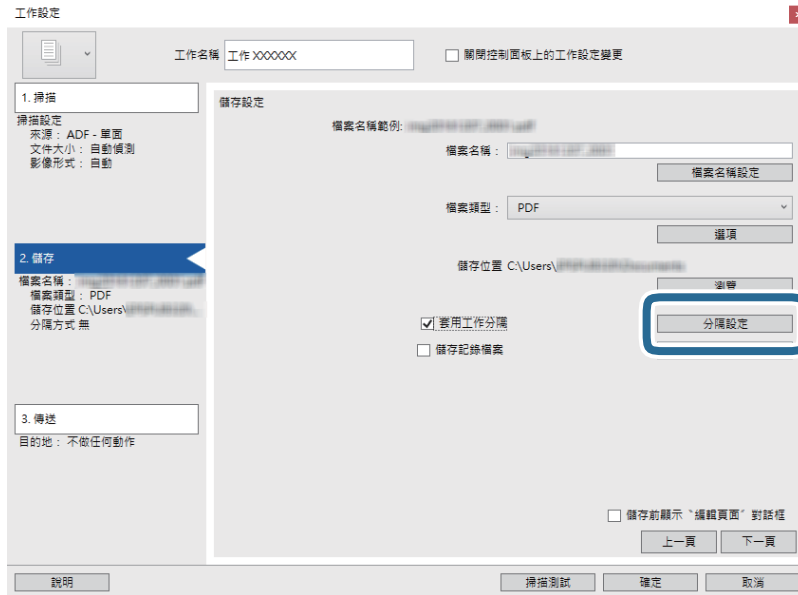 工作設定
工作名稱 工作 XXXXXX
關閉控制面板上的工作設定變更
1. 掃描
掃描設定
來源： ADF - 單面
文件大小： 自動偵測
影像形式： 自動
2. 儲存
檔案名稱：
檔案類型： PDF
儲存位置 C:\Users\
分隔方式 無
3. 傳送
目的地： 不做任何動作
儲存設定
檔案名稱範例:
檔案名稱：
檔案名稱設定
檔案類型： PDF
選項
儲存位置 C:\Users\
瀏覽
套用工作分隔
分隔設定
儲存記錄檔案
儲存前顯示〝編輯頁面〞對話框
上一頁 下一頁
說明 掃描測試 確定 取消